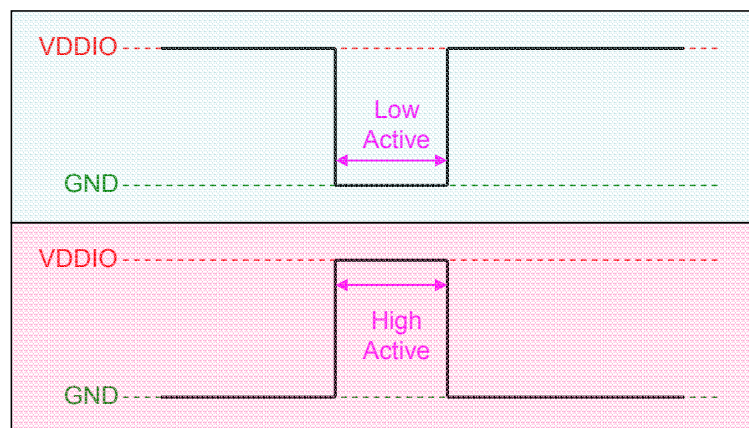 VDDIO
Low
Active
GND
VDDIO
High
Active
GND